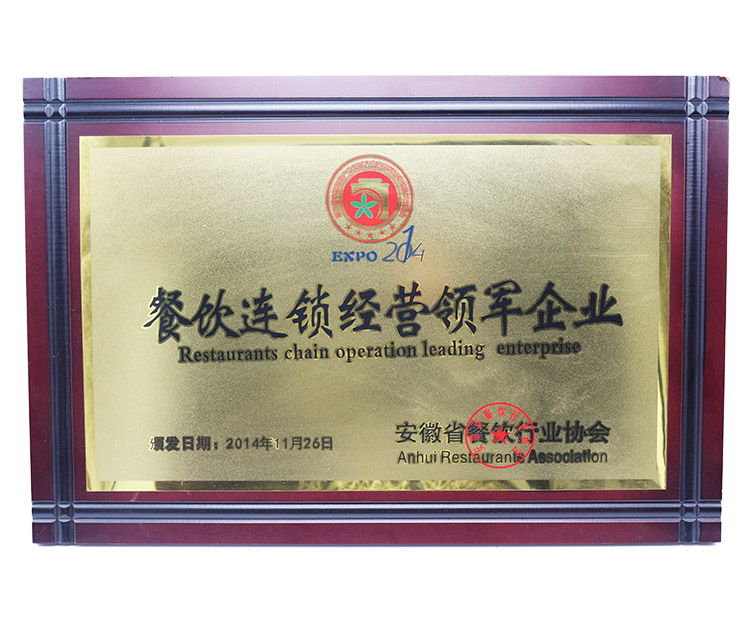 EXPO 2014
餐饮连锁经营领军企业
Restaurants chain operation leading enterprise
颁发日期：2014年11月26日
安徽省餐饮行业协会
Anhui Restaurants Association